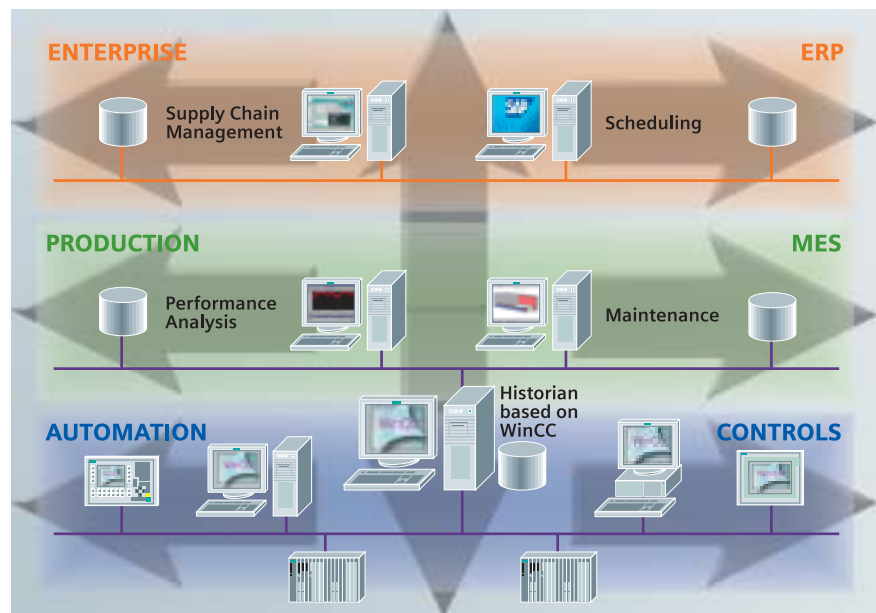 ENTERPRISE
ERP
Supply Chain
Management
Scheduling
PRODUCTION
MES
Performance
Analysis
Maintenance
Historian
based on
WinCC
AUTOMATION
CONTROLS